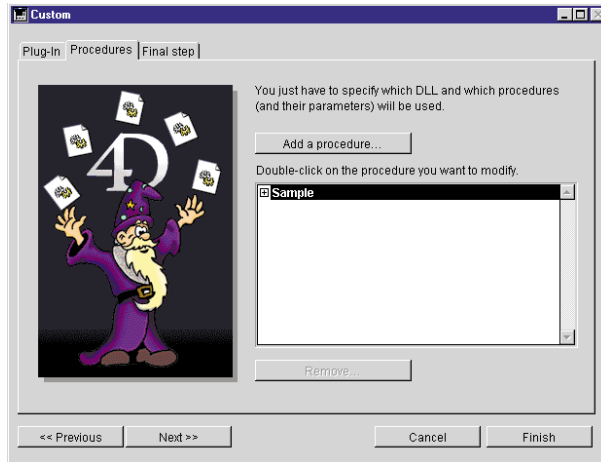 Custom
Plug-In Procedures Final step
4D
You just have to specify which DLL and which procedures
(and their parameters) wiil be used.
Add a procedure...
Double-click on the procedure you want to modify.
Sample
Remove...
<< Previous Next >> Cancel Finish